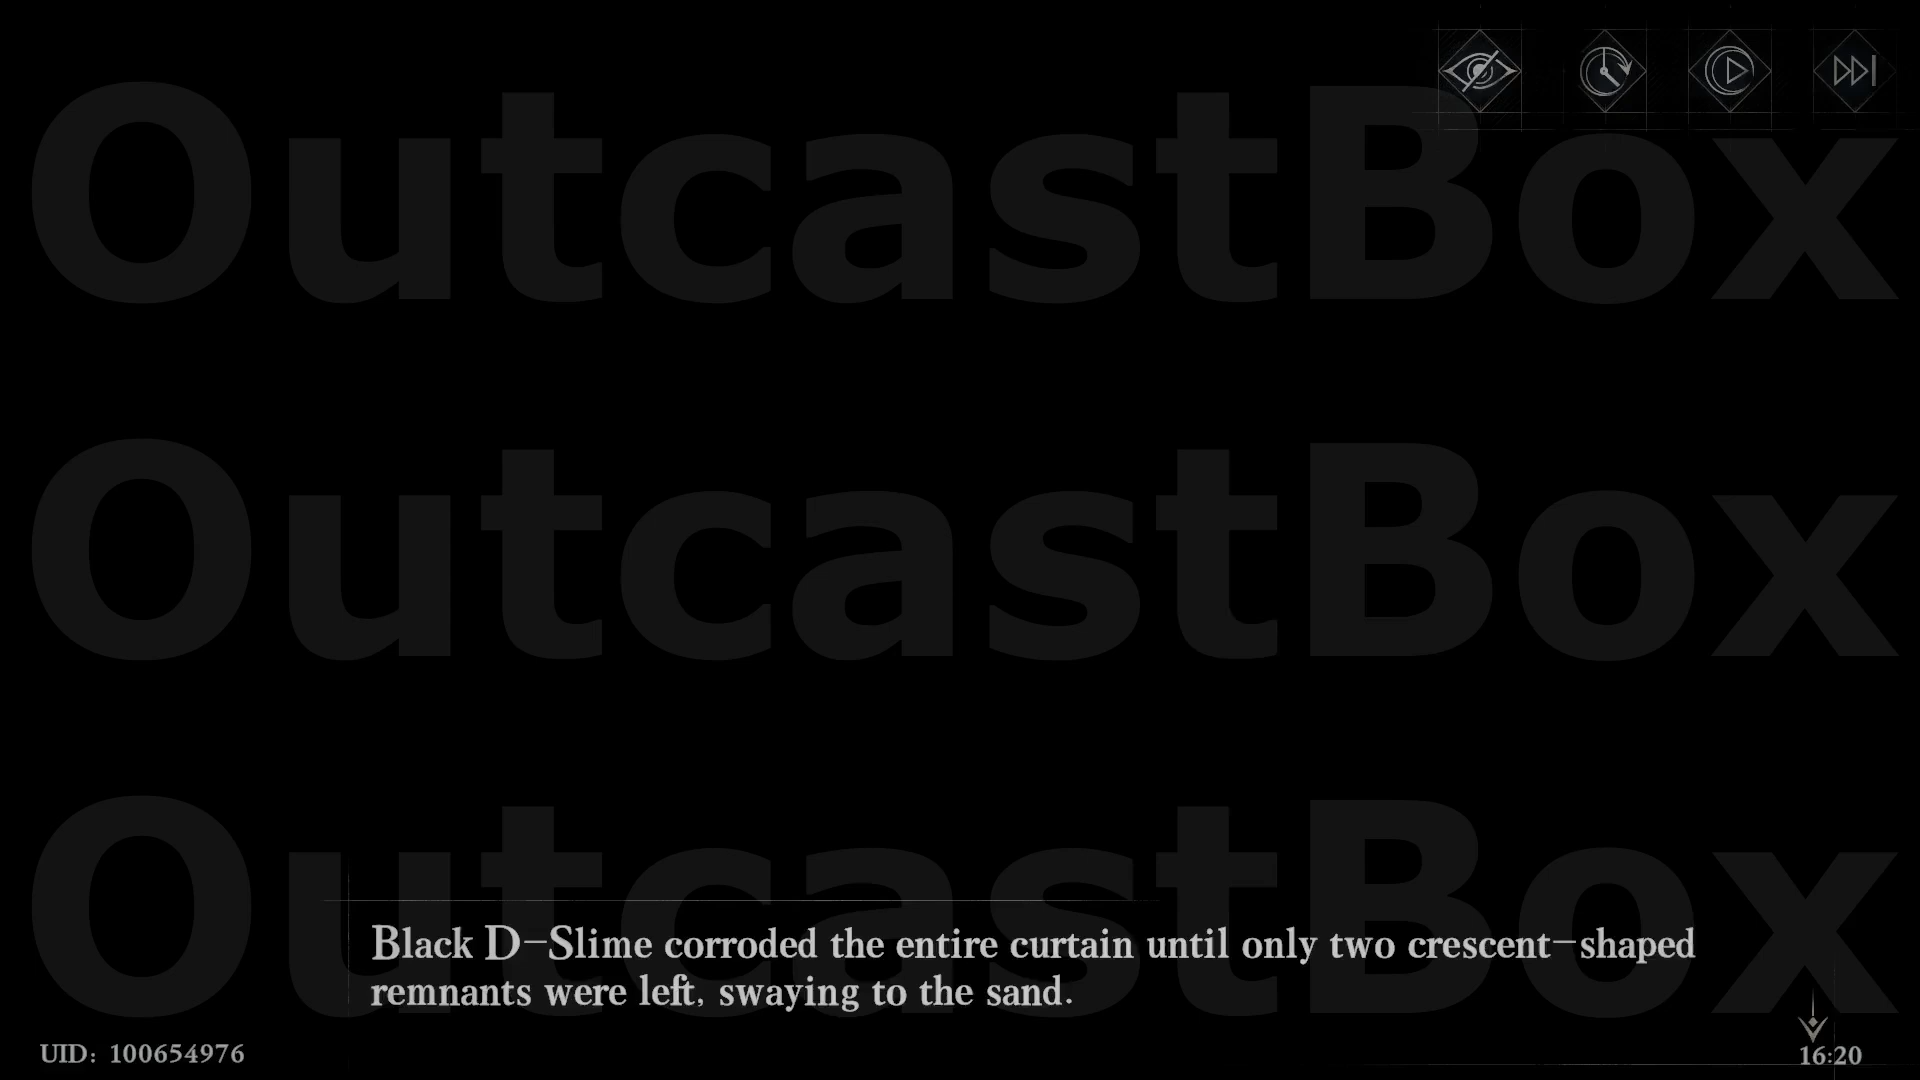 OutcastBox
OutcastBox
OutcastBox
Black D-Slime corroded the entire curtain until only two crescent-shaped
remnants were left, swaying to the sand.
UID: 100654976
16:20